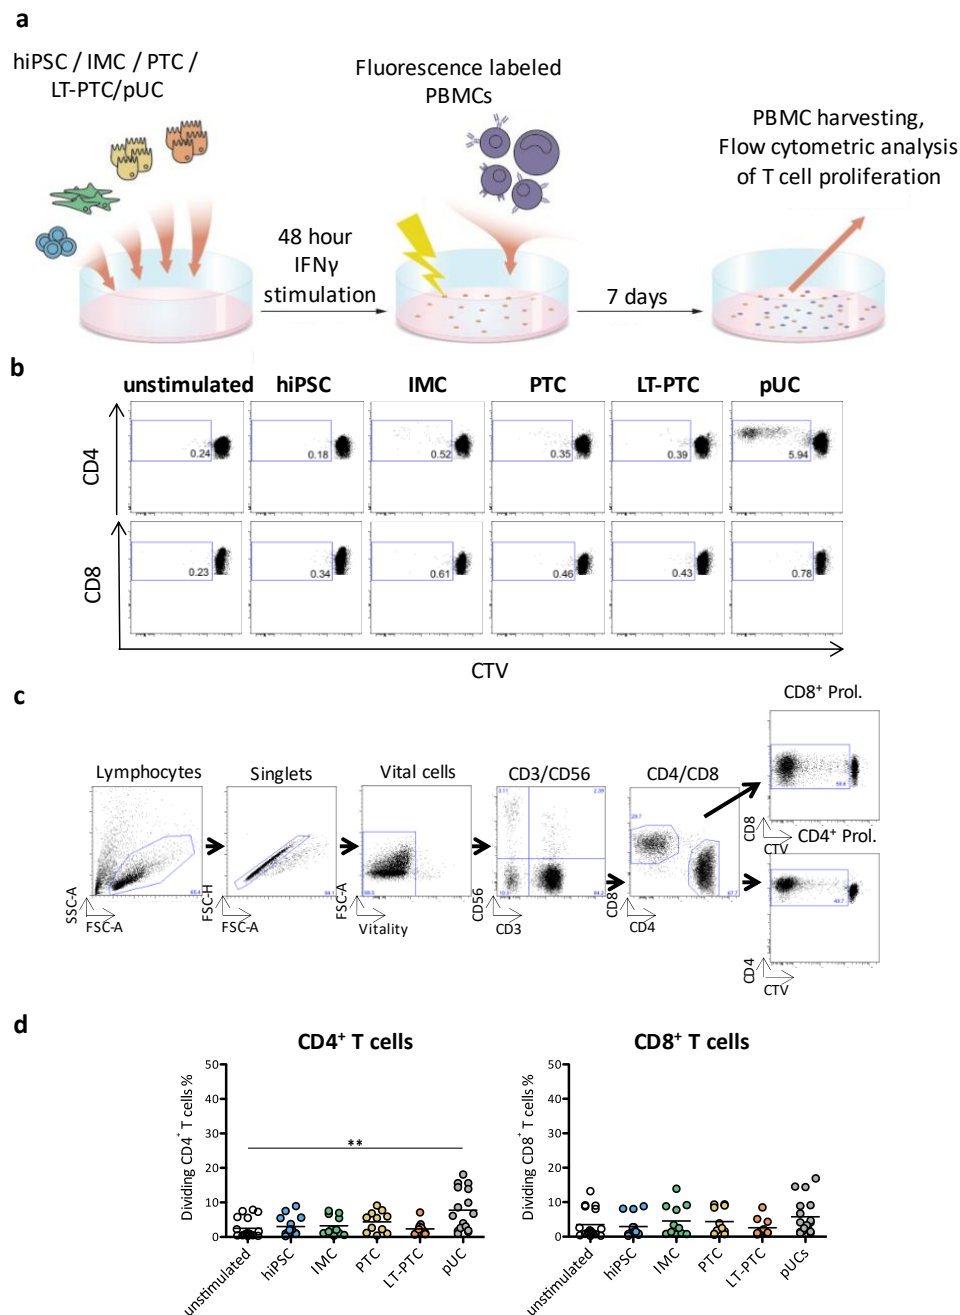 a
hiPSC / IMC / PTC /
LT-PTC/pUC
Fluorescence labeled
PBMCs
PBMC harvesting,
Flow cytometric analysis
of T cell proliferation
48 hour
IFNγ
stimulation
7 days
b
unstimulated hiPSC IMC PTC LT-PTC pUC
CD4
0.24 0.18 0.52 0.35 0.39 5.94
CD8
0.23 0.34 0.61 0.46 0.43 0.78
CTV
c
CD8⁺ Prol.
Lymphocytes Singlets Vital cells CD3/CD56 CD4/CD8
SSC-A
FSC-A
FSC-H
FSC-A
FSC-A
Vitality
CD56
CD3
CD8
CD4
CD8
CTV
CD4⁺ Prol.
CD4
CTV
d
CD4⁺ T cells
Dividing CD4⁺ T cells %
50
40
30
20
10
0
**
unstimulated hiPSC IMC PTC LT-PTC pUC
CD8⁺ T cells
Dividing CD8⁺ T cells %
50
40
30
20
10
0
unstimulated hiPSC IMC PTC LT-PTC pUCs